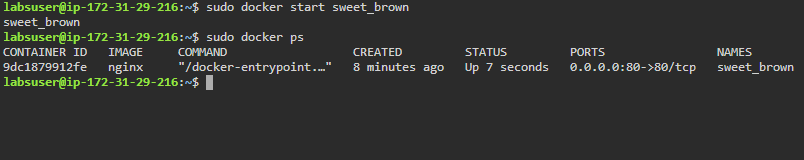 labsuser@ip-172-31-29-216:~$ sudo docker start sweet_brown
sweet_brown
labsuser@ip-172-31-29-216:~$ sudo docker ps
CONTAINER ID   IMAGE     COMMAND                  CREATED         STATUS         PORTS                NAMES
9dc1879912fe   nginx     "/docker-entrypoint.…"   8 minutes ago   Up 7 seconds   0.0.0.0:80->80/tcp   sweet_brown
labsuser@ip-172-31-29-216:~$